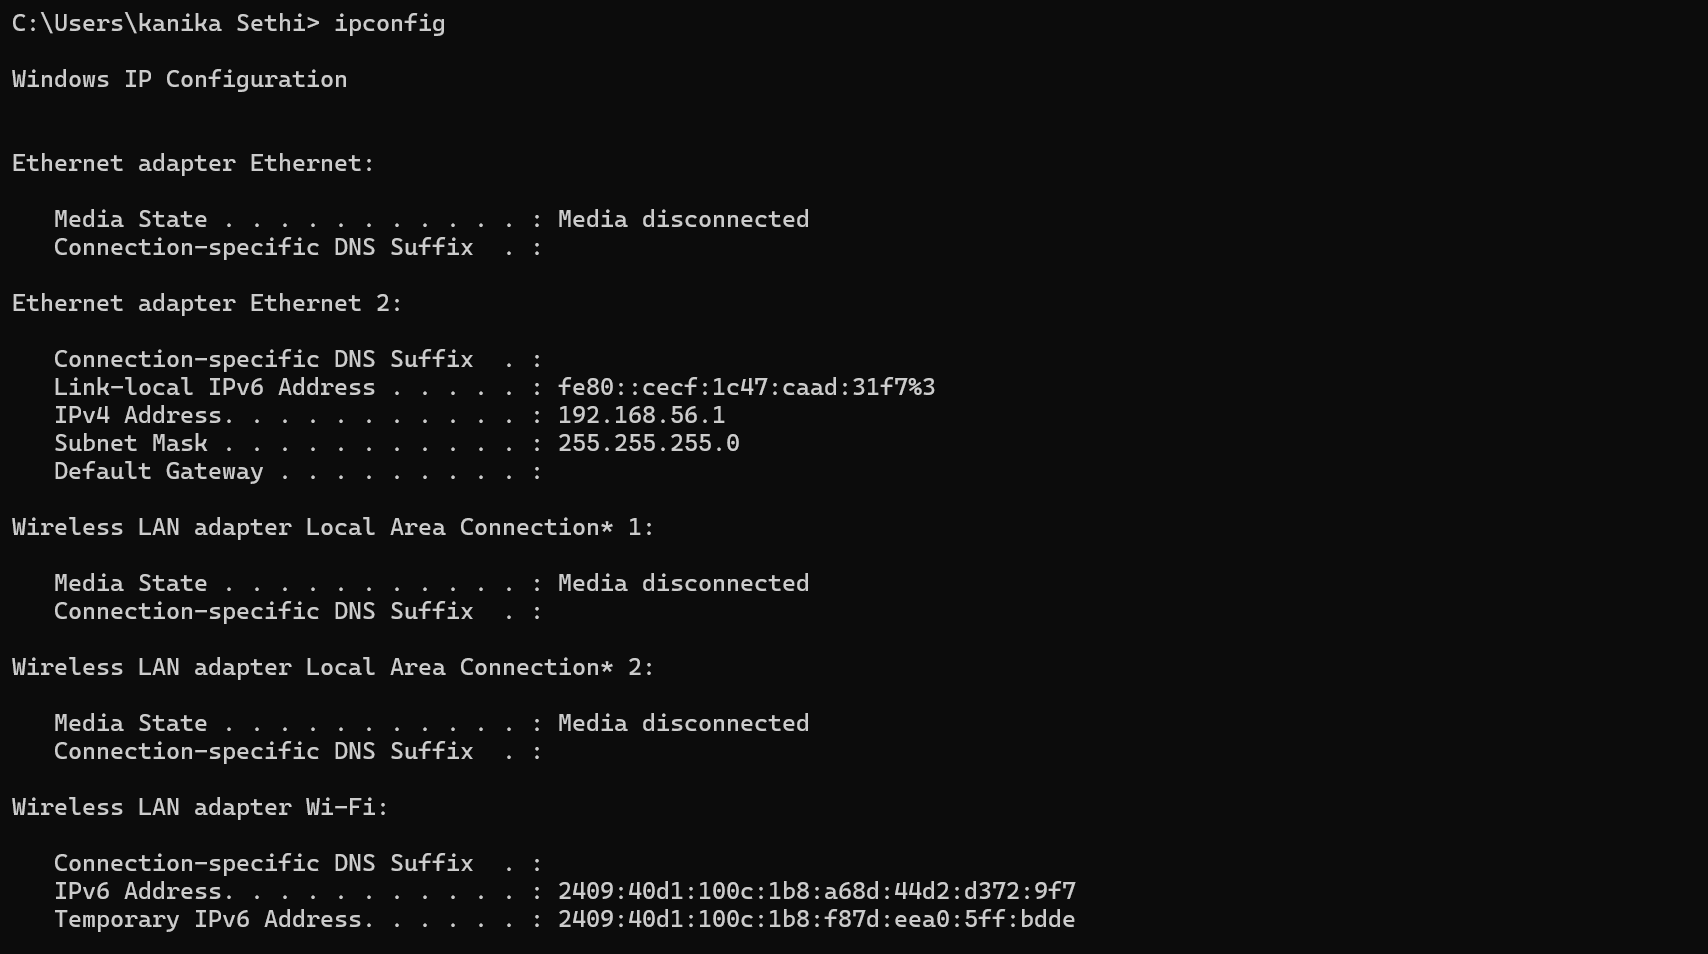 C:\Users\kanika Sethi> ipconfig
Windows IP Configuration
Ethernet adapter Ethernet:
   Media State . . . . . . . . . . . : Media disconnected
   Connection-specific DNS Suffix  . :
Ethernet adapter Ethernet 2:
   Connection-specific DNS Suffix  . :
   Link-local IPv6 Address . . . . . : fe80::cecf:1c47:caad:31f7%3
   IPv4 Address. . . . . . . . . . . : 192.168.56.1
   Subnet Mask . . . . . . . . . . . : 255.255.255.0
   Default Gateway . . . . . . . . . :
Wireless LAN adapter Local Area Connection* 1:
   Media State . . . . . . . . . . . : Media disconnected
   Connection-specific DNS Suffix  . :
Wireless LAN adapter Local Area Connection* 2:
   Media State . . . . . . . . . . . : Media disconnected
   Connection-specific DNS Suffix  . :
Wireless LAN adapter Wi-Fi:
   Connection-specific DNS Suffix  . :
   IPv6 Address. . . . . . . . . . . : 2409:40d1:100c:1b8:a68d:44d2:d372:9f7
   Temporary IPv6 Address. . . . . . : 2409:40d1:100c:1b8:f87d:eea0:5ff:bdde